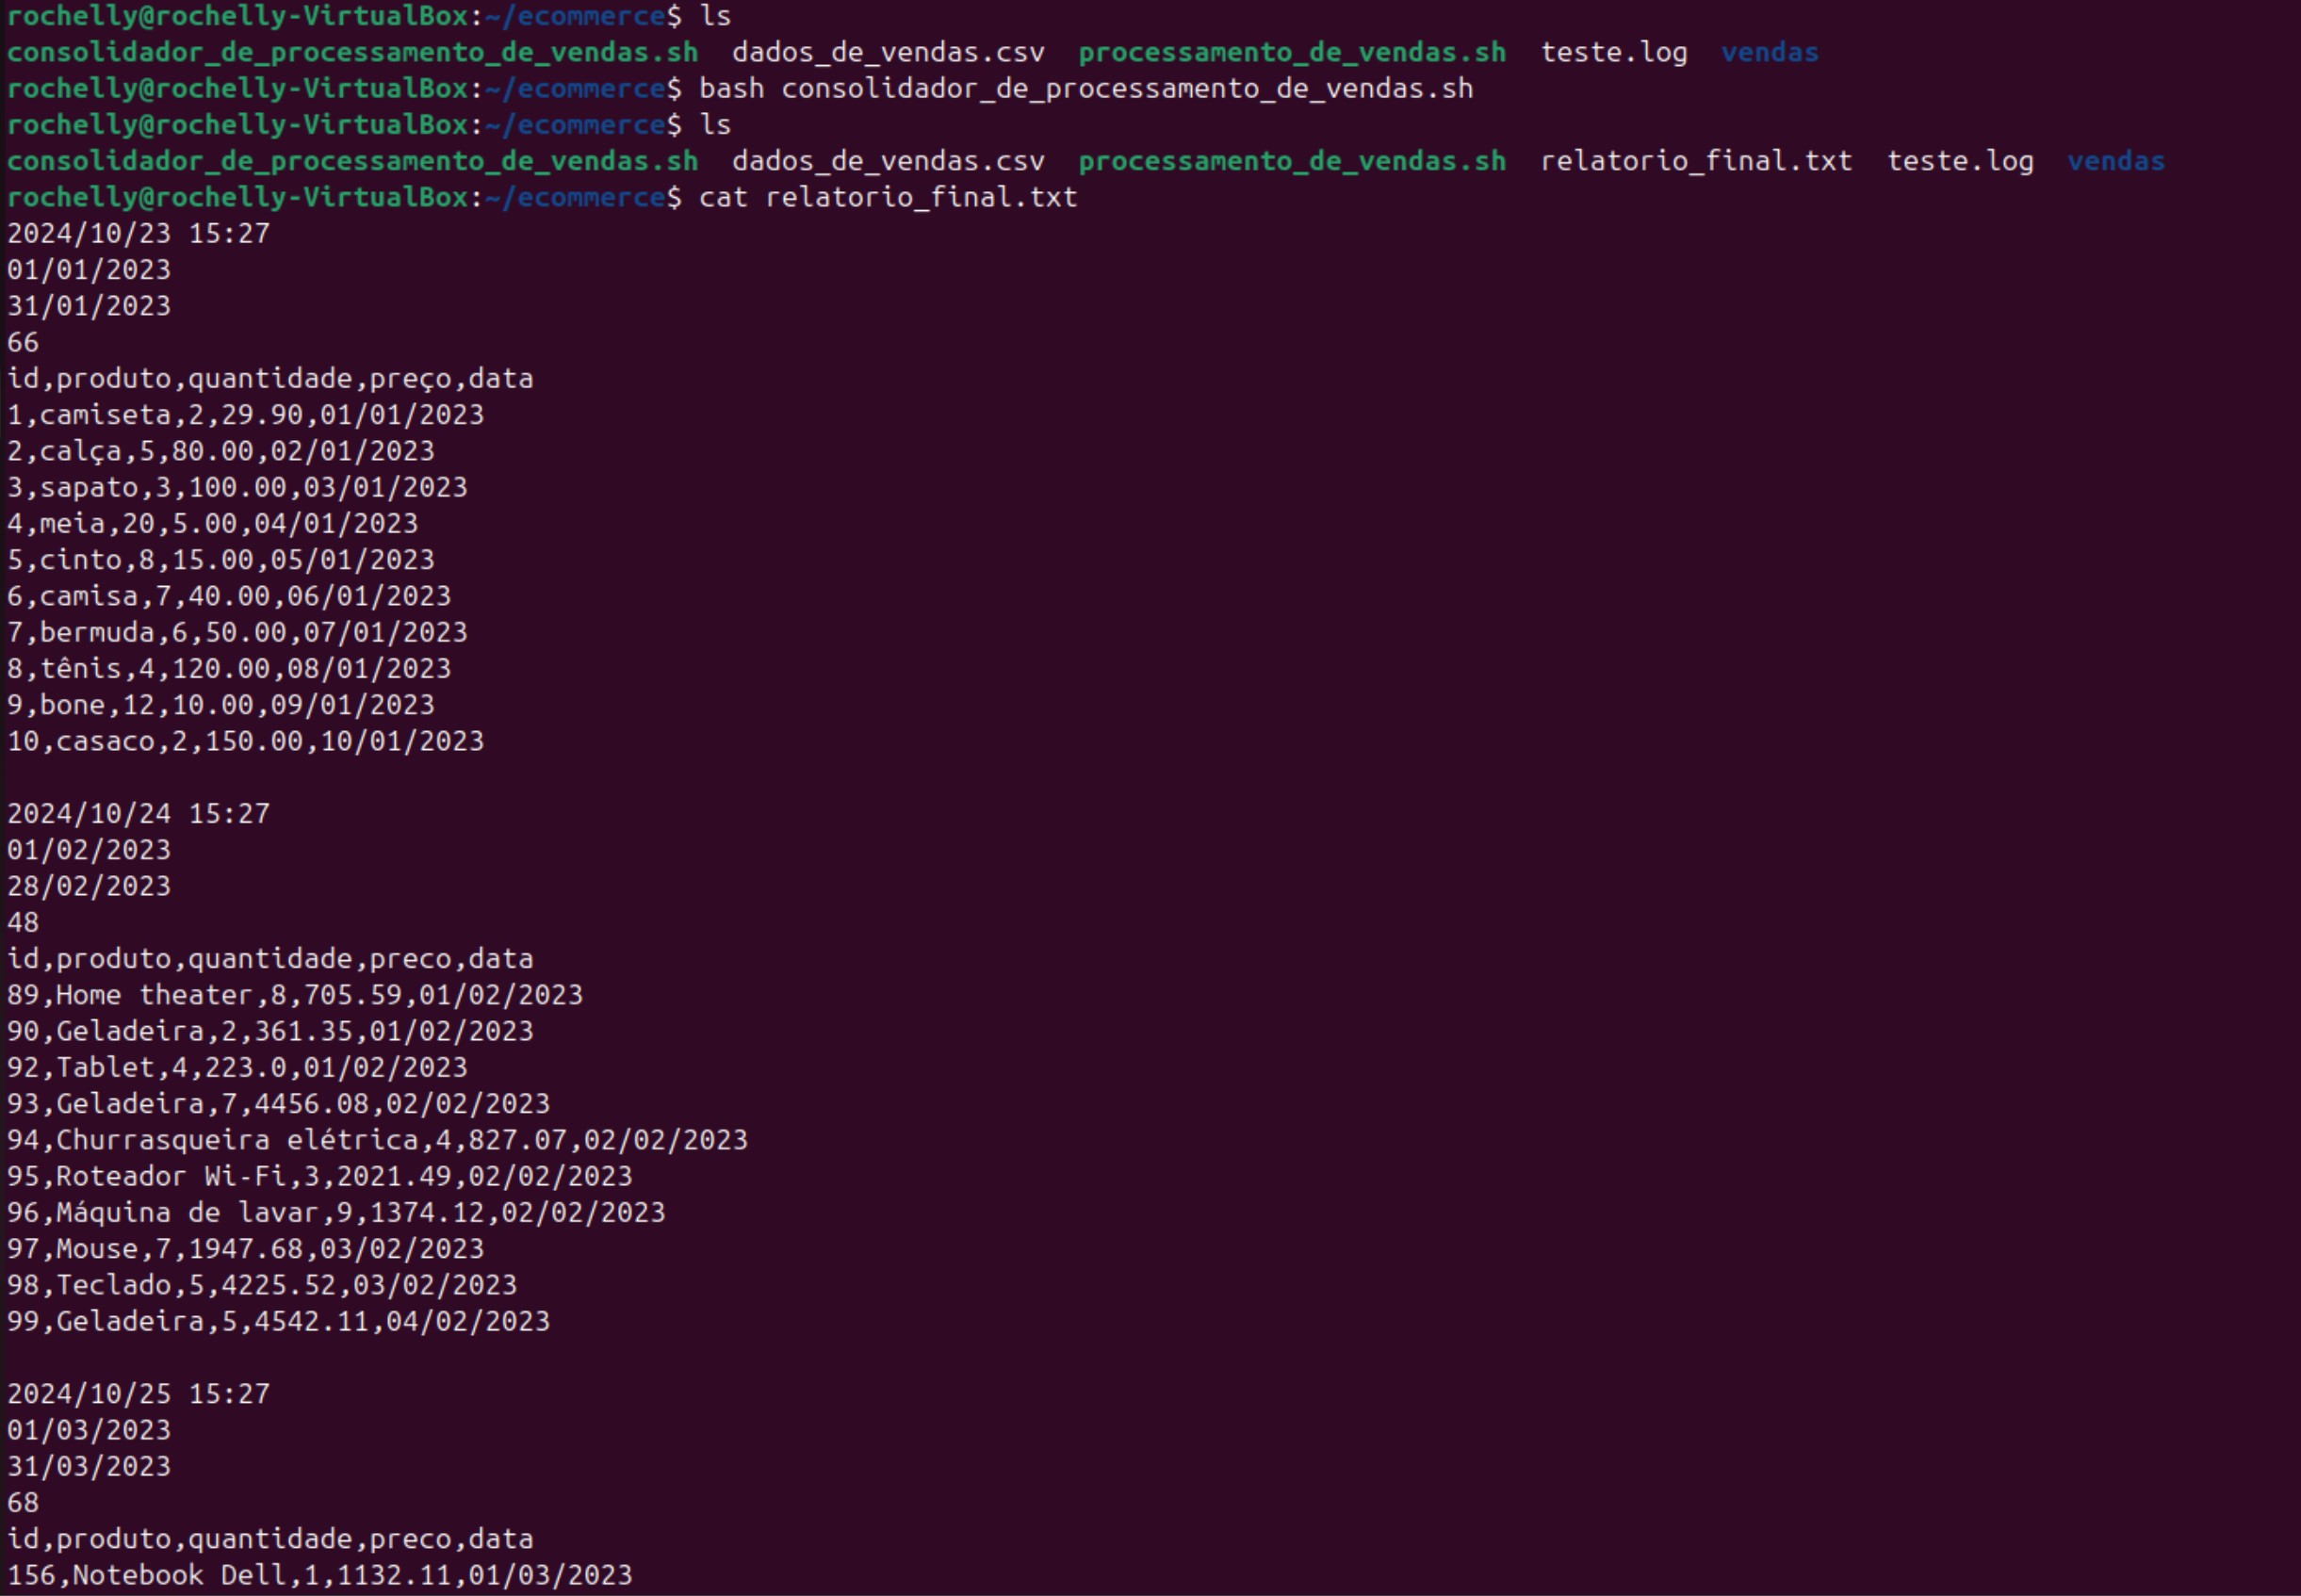 rochelly@rochelly-VirtualBox:~/ecommerce$ ls
consolidador_de_processamento_de_vendas.sh  dados_de_vendas.csv  processamento_de_vendas.sh  teste.log  vendas
rochelly@rochelly-VirtualBox:~/ecommerce$ bash consolidador_de_processamento_de_vendas.sh
rochelly@rochelly-VirtualBox:~/ecommerce$ ls
consolidador_de_processamento_de_vendas.sh  dados_de_vendas.csv  processamento_de_vendas.sh  relatorio_final.txt  teste.log  vendas
rochelly@rochelly-VirtualBox:~/ecommerce$ cat relatorio_final.txt
2024/10/23 15:27
01/01/2023
31/01/2023
66
id,produto,quantidade,preço,data
1,camiseta,2,29.90,01/01/2023
2,calça,5,80.00,02/01/2023
3,sapato,3,100.00,03/01/2023
4,meia,20,5.00,04/01/2023
5,cinto,8,15.00,05/01/2023
6,camisa,7,40.00,06/01/2023
7,bermuda,6,50.00,07/01/2023
8,tênis,4,120.00,08/01/2023
9,bone,12,10.00,09/01/2023
10,casaco,2,150.00,10/01/2023
2024/10/24 15:27
01/02/2023
28/02/2023
48
id,produto,quantidade,preco,data
89,Home theater,8,705.59,01/02/2023
90,Geladeira,2,361.35,01/02/2023
92,Tablet,4,223.0,01/02/2023
93,Geladeira,7,4456.08,02/02/2023
94,Churrasqueira elétrica,4,827.07,02/02/2023
95,Roteador Wi-Fi,3,2021.49,02/02/2023
96,Máquina de lavar,9,1374.12,02/02/2023
97,Mouse,7,1947.68,03/02/2023
98,Teclado,5,4225.52,03/02/2023
99,Geladeira,5,4542.11,04/02/2023
2024/10/25 15:27
01/03/2023
31/03/2023
68
id,produto,quantidade,preco,data
156,Notebook Dell,1,1132.11,01/03/2023